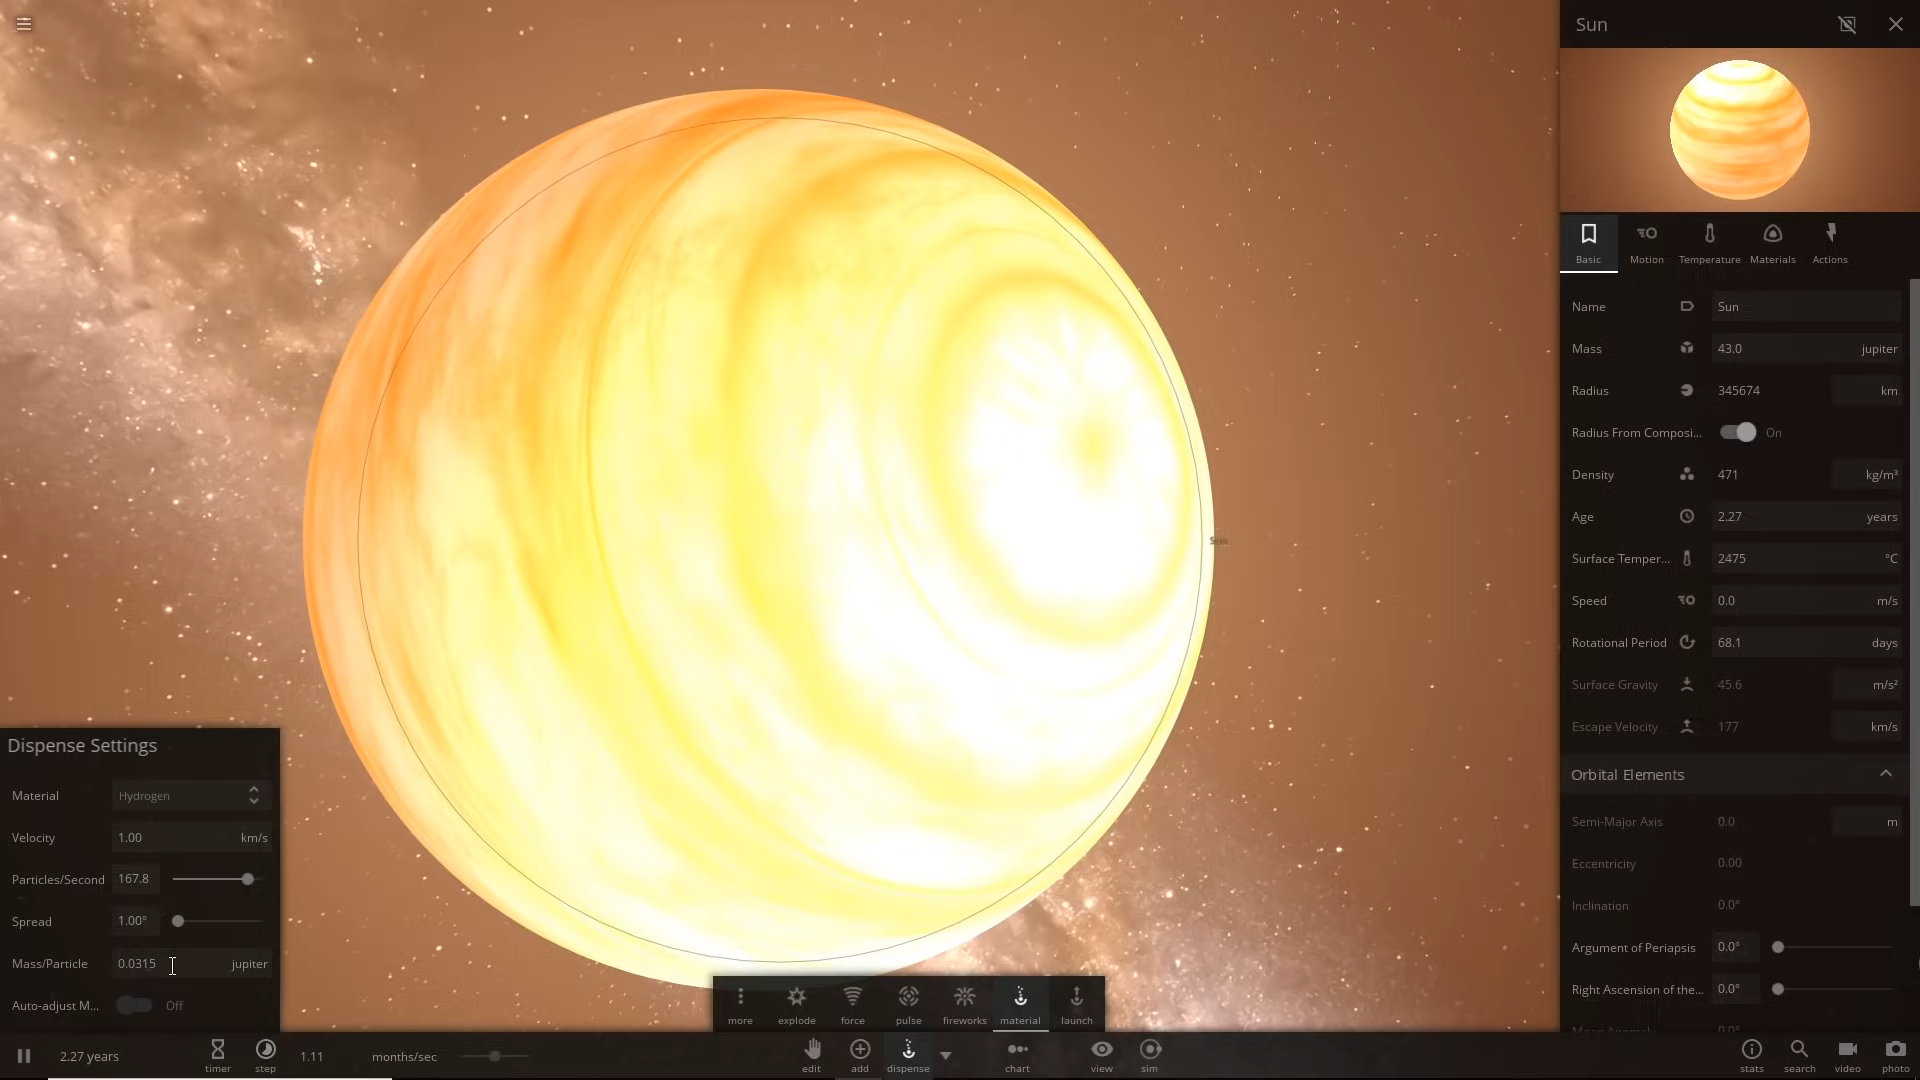 Sun
Basic
Motion
Temperature
Materials
Actions
Name Sun
Mass 43.0 jupiter
Radius 345674 km
Radius From Composi... On
Density 471 kg/m³
Age 2.27 years
Surface Temper... 2475 °C
Speed 0.0 m/s
Rotational Period 68.1 days
Surface Gravity 45.6 m/s²
Escape Velocity 177 km/s
Orbital Elements
Semi-Major Axis 0.0 m
Eccentricity 0.00
Inclination 0.0°
Argument of Periapsis 0.0°
Right Ascension of the... 0.0°
Mean Anomaly 0.0°
Sun
Dispense Settings
Material Hydrogen
Velocity 1.00 km/s
Particles/Second 167.8
Spread 1.00°
Mass/Particle 0.0315 jupiter
Auto-adjust M... Off
more
explode
force
pulse
fireworks
material
launch
2.27 years
timer
step
1.11 months/sec
edit
add
dispense
chart
view
sim
stats
search
video
photo